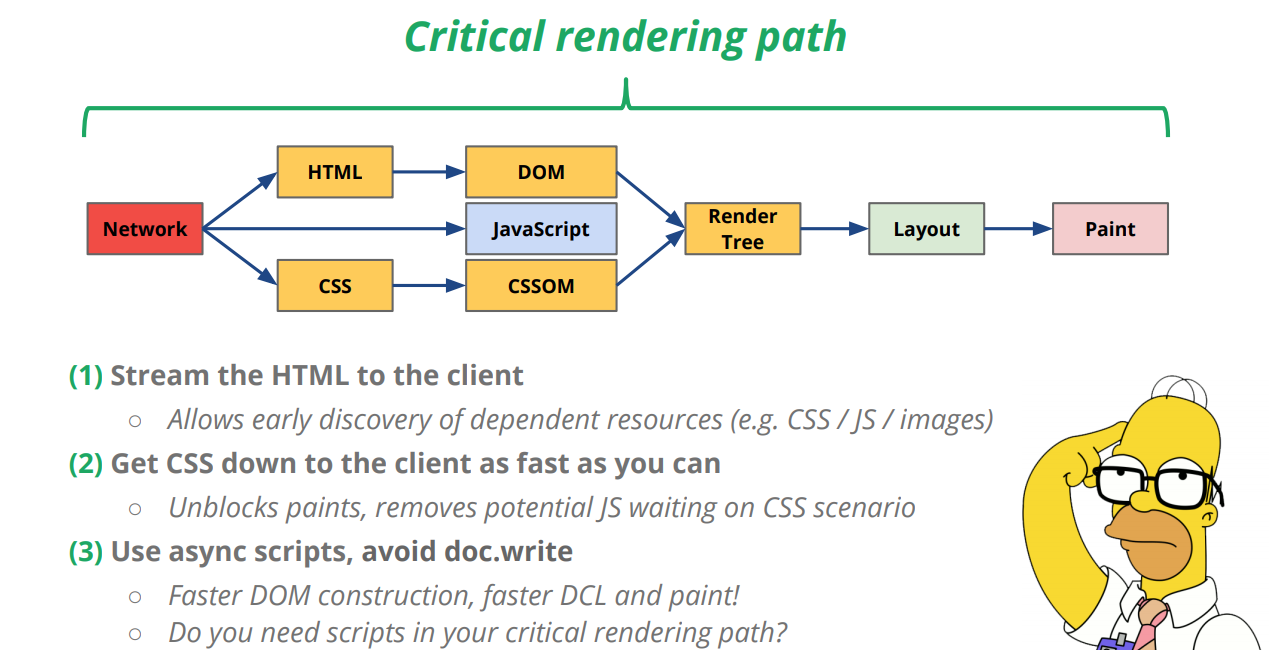 Critical rendering path
HTML
DOM
Network
JavaScript
Render
Tree
Layout
Paint
CSS
CSSOM
(1) Stream the HTML to the client
○ Allows early discovery of dependent resources (e.g. CSS / JS / images)
(2) Get CSS down to the client as fast as you can
○ Unblocks paints, removes potential JS waiting on CSS scenario
(3) Use async scripts, avoid doc.write
○ Faster DOM construction, faster DCL and paint!
○ Do you need scripts in your critical rendering path?